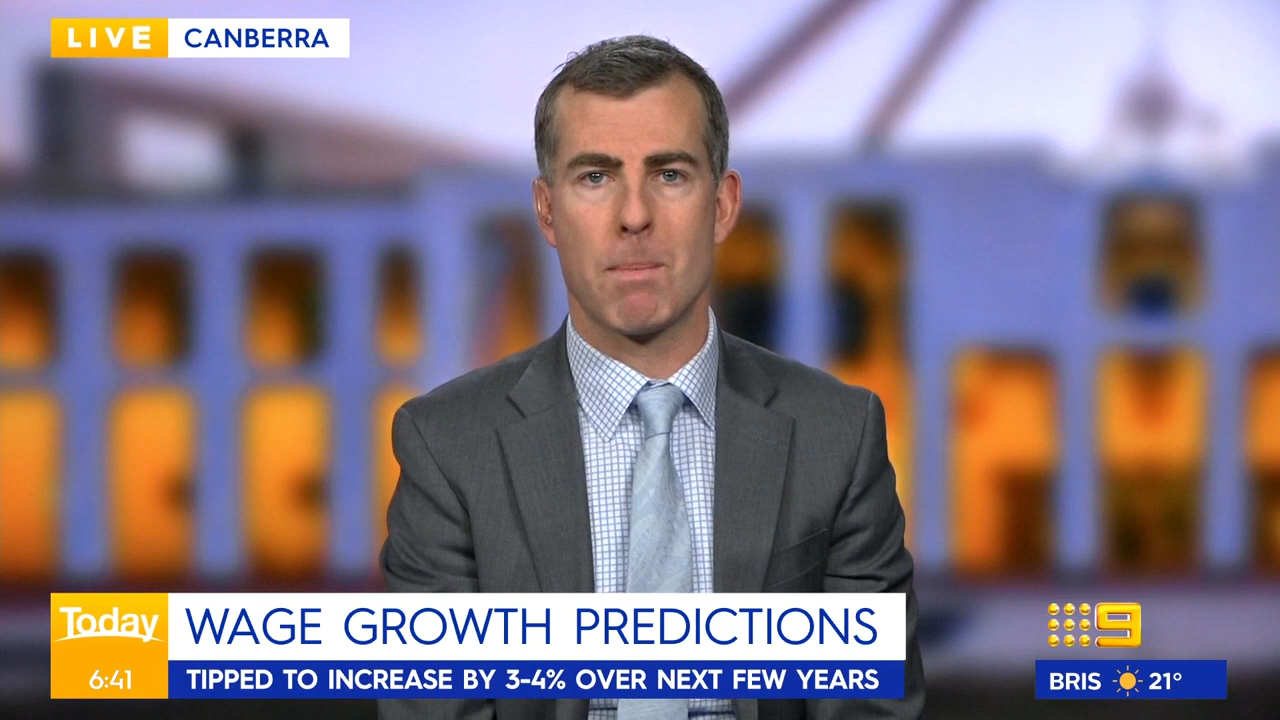 LIVE CANBERRA
Today
WAGE GROWTH PREDICTIONS
6:41
TIPPED TO INCREASE BY 3-4% OVER NEXT FEW YEARS
9
BRIS 21°